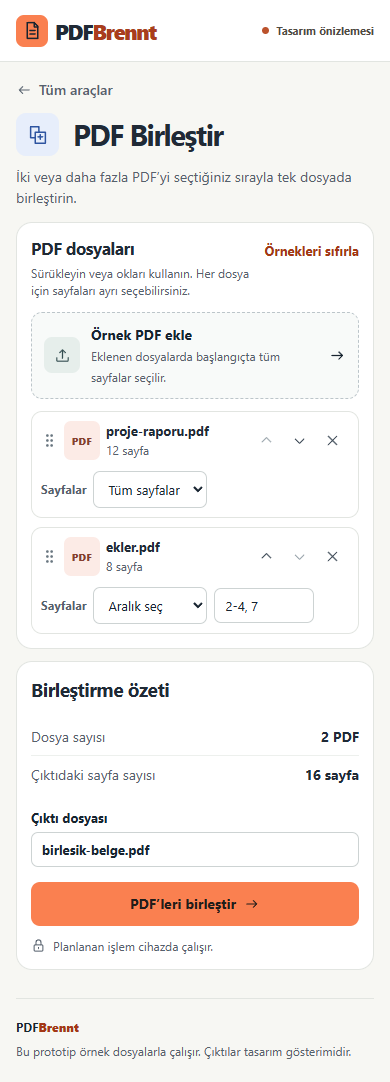 PDFBrennt
Tasarım önizlemesi
Tüm araçlar
PDF Birleştir
İki veya daha fazla PDF’yi seçtiğiniz sırayla tek dosyada
birleştirin.
PDF dosyaları
Örnekleri sıfırla
Sürükleyin veya okları kullanın. Her dosya
için sayfaları ayrı seçebilirsiniz.
Örnek PDF ekle
Eklenen dosyalarda başlangıçta tüm
sayfalar seçilir.
PDF
proje-raporu.pdf
12 sayfa
Sayfalar
Tüm sayfalar
PDF
ekler.pdf
8 sayfa
Sayfalar
Aralık seç
2-4, 7
Birleştirme özeti
Dosya sayısı
2 PDF
Çıktıdaki sayfa sayısı
16 sayfa
Çıktı dosyası
birlesik-belge.pdf
PDF’leri birleştir
Planlanan işlem cihazda çalışır.
PDFBrennt
Bu prototip örnek dosyalarla çalışır. Çıktılar tasarım gösterimidir.